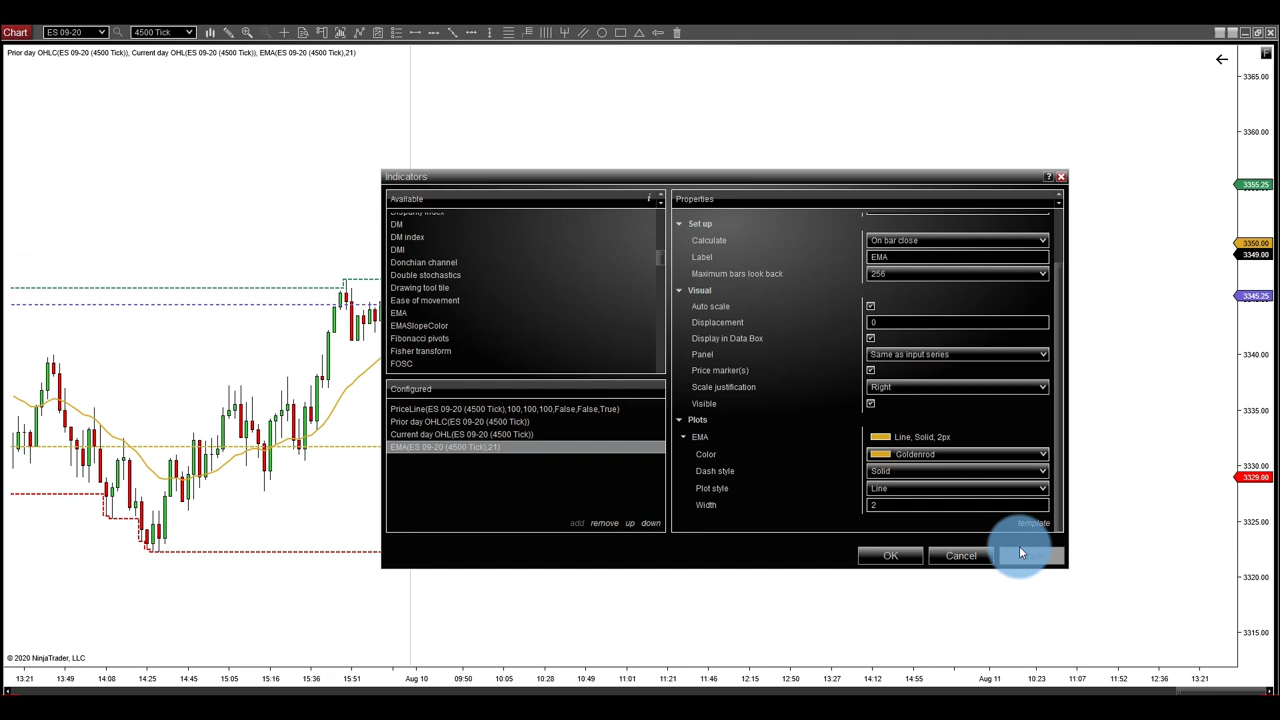 Chart ES 09-20 4500 Tick
Prior day OHLC(ES 09-20 (4500 Tick)), Current day OHL(ES 09-20 (4500 Tick)), EMA(ES 09-20 (4500 Tick),21)
F
3365.00
3360.00
3355.25
3350.00
3349.00
3345.25
3340.00
3335.00
3330.00
3329.00
3325.00
3320.00
3315.00
Indicators ?
Available i
Disparity index
DM
DM index
DMI
Donchian channel
Double stochastics
Drawing tool tile
Ease of movement
EMA
EMASlopeColor
Fibonacci pivots
Fisher transform
FOSC
Configured
PriceLine(ES 09-20 (4500 Tick),100,100,100,False,False,True)
Prior day OHLC(ES 09-20 (4500 Tick))
Current day OHL(ES 09-20 (4500 Tick))
EMA(ES 09-20 (4500 Tick),21)
add remove up down
Properties
Set up
Calculate On bar close
Label EMA
Maximum bars look back 256
Visual
Auto scale
Displacement 0
Display in Data Box
Panel Same as input series
Price marker(s)
Scale justification Right
Visible
Plots
EMA Line, Solid, 2px
Color Goldenrod
Dash style Solid
Plot style Line
Width 2
template
OK Cancel
© 2020 NinjaTrader, LLC
13:21 13:49 14:08 14:25 14:47 15:05 15:16 15:36 15:51 Aug 10 09:50 10:05 10:28 10:49 11:01 11:21 11:46 12:15 12:50 13:27 14:12 14:55 Aug 11 10:23 11:07 11:52 12:36 13:21